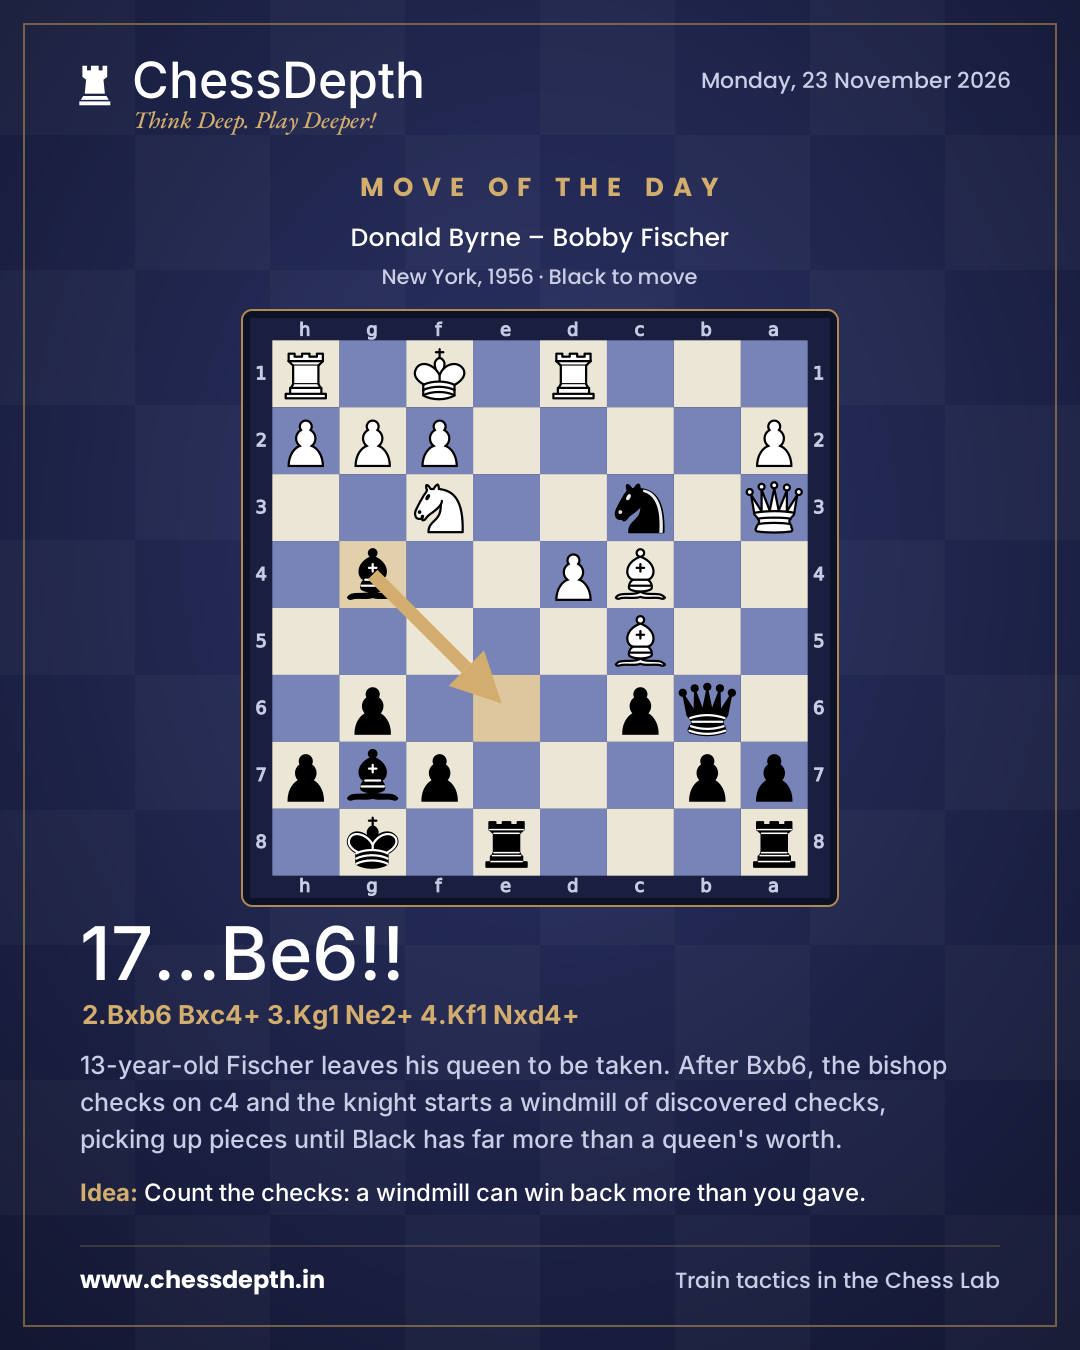 ChessDepth
Think Deep. Play Deeper!
Monday, 23 November 2026
MOVE OF THE DAY
Donald Byrne – Bobby Fischer
New York, 1956 · Black to move
h g f e d c b a
1 1
2 2
3 3
4 4
5 5
6 6
7 7
8 8
h g f e d c b a
17...Be6!!
2.Bxb6 Bxc4+ 3.Kg1 Ne2+ 4.Kf1 Nxd4+
13-year-old Fischer leaves his queen to be taken. After Bxb6, the bishop
checks on c4 and the knight starts a windmill of discovered checks,
picking up pieces until Black has far more than a queen's worth.
Idea: Count the checks: a windmill can win back more than you gave.
www.chessdepth.in
Train tactics in the Chess Lab